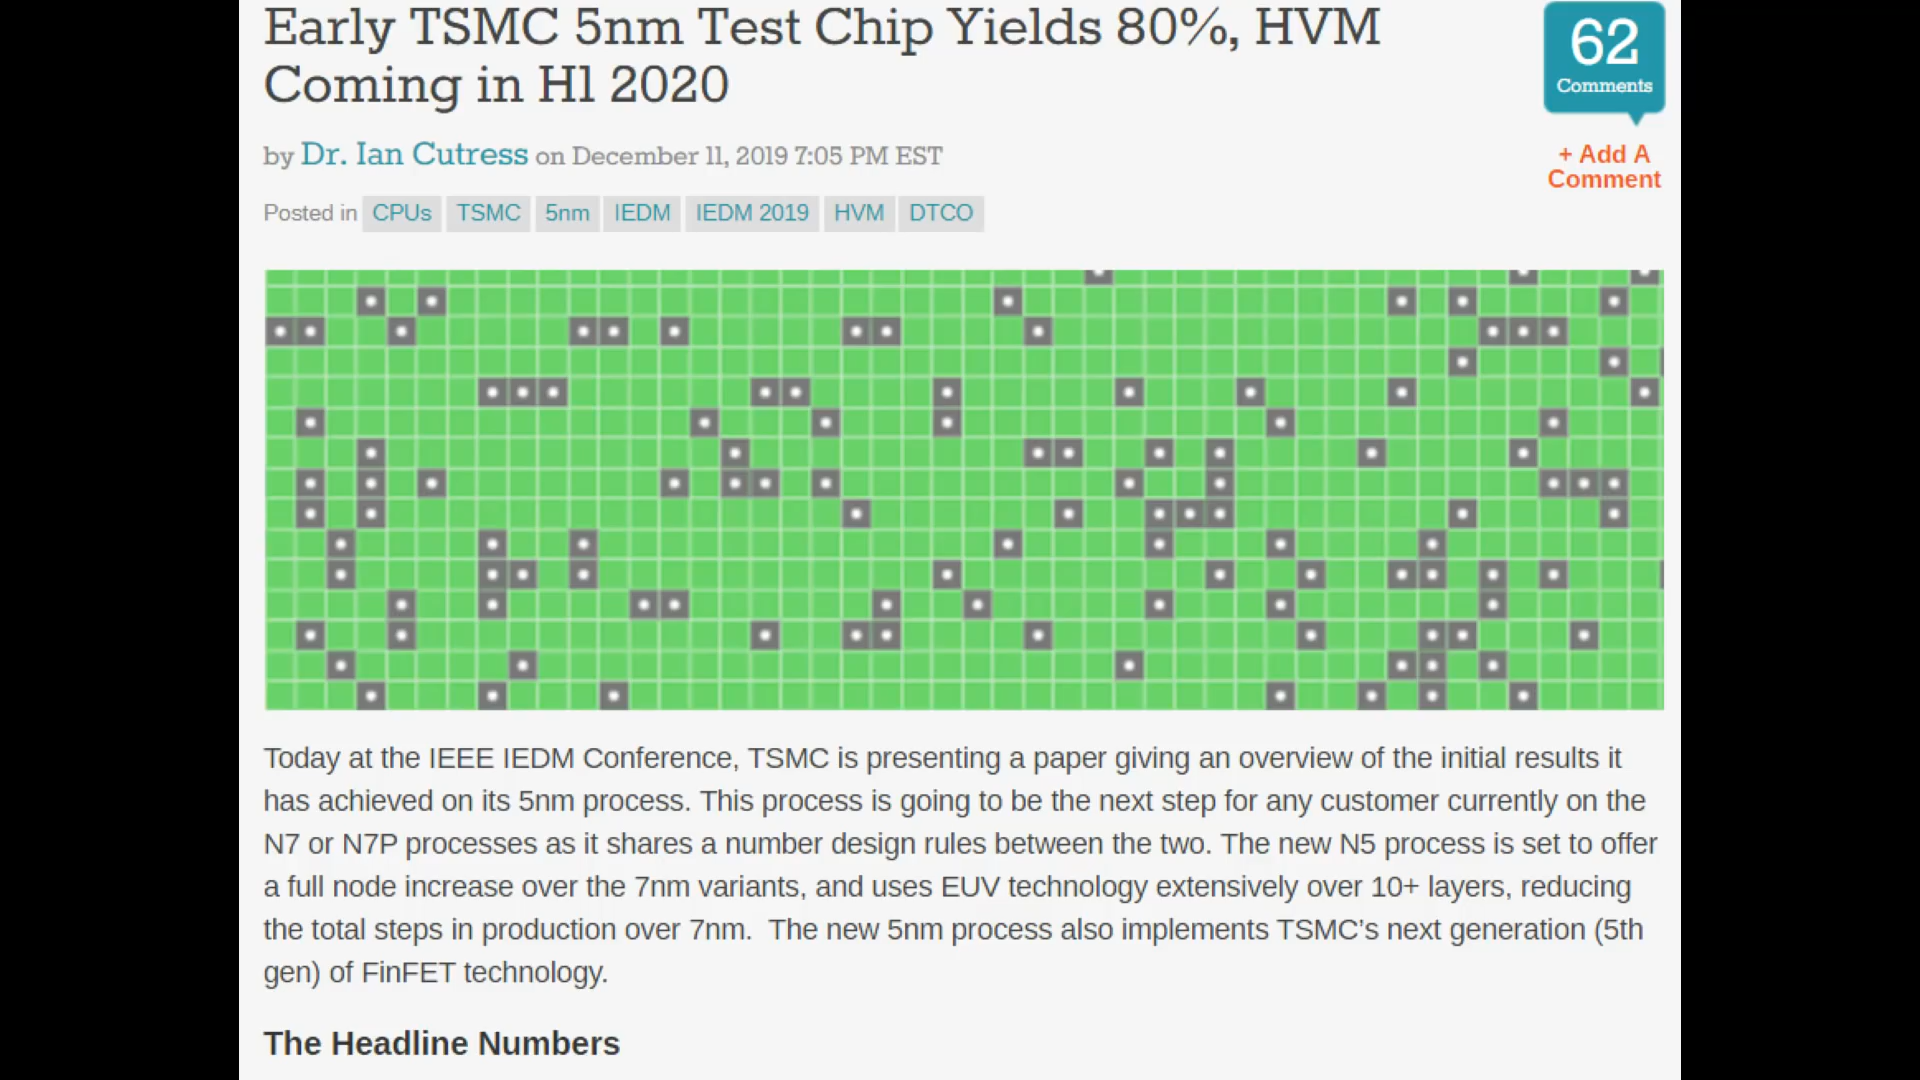 Early TSMC 5nm Test Chip Yields 80%, HVM
Coming in H1 2020
62
Comments
by Dr. Ian Cutress on December 11, 2019 7:05 PM EST
+ Add A
Comment
Posted in CPUs TSMC 5nm IEDM IEDM 2019 HVM DTCO
Today at the IEEE IEDM Conference, TSMC is presenting a paper giving an overview of the initial results it
has achieved on its 5nm process. This process is going to be the next step for any customer currently on the
N7 or N7P processes as it shares a number design rules between the two. The new N5 process is set to offer
a full node increase over the 7nm variants, and uses EUV technology extensively over 10+ layers, reducing
the total steps in production over 7nm.  The new 5nm process also implements TSMC’s next generation (5th
gen) of FinFET technology.
The Headline Numbers